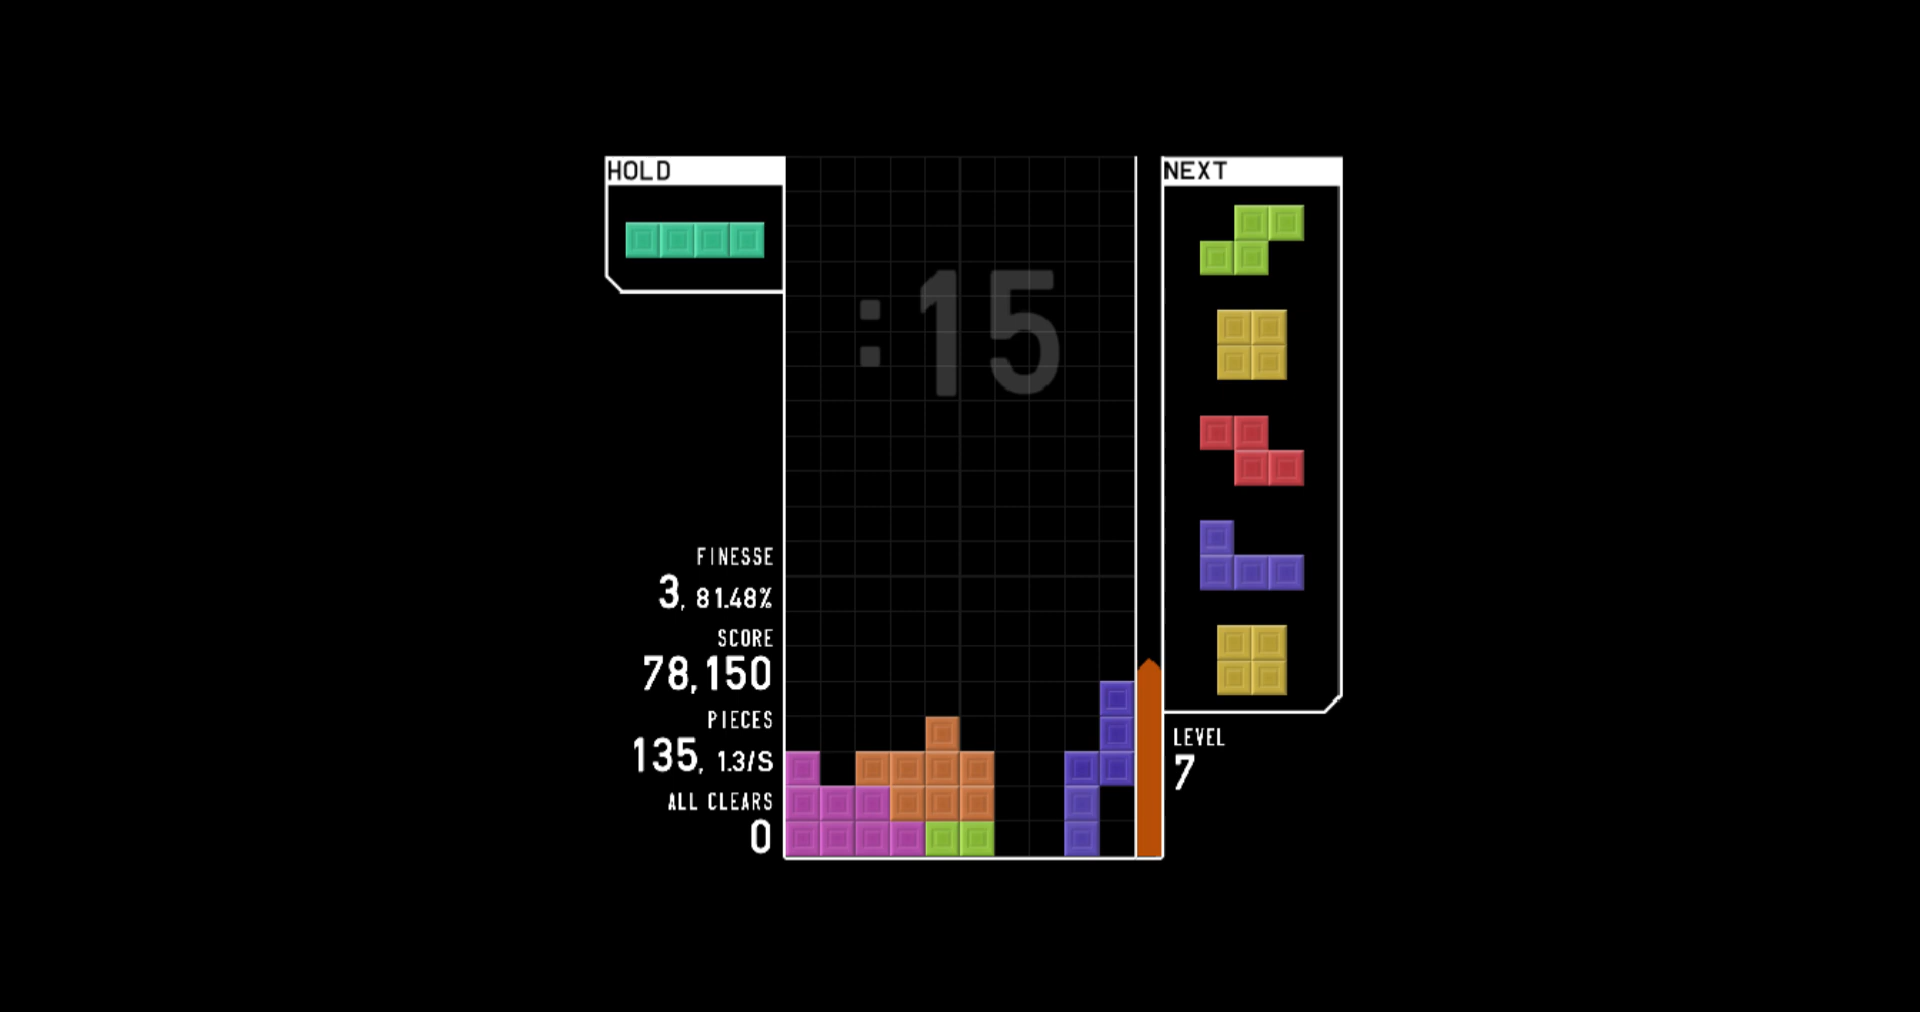 HOLD
NEXT
:15
FINESSE
3, 81.48%
SCORE
78,150
PIECES
135, 1.3/S
ALL CLEARS
0
LEVEL
7